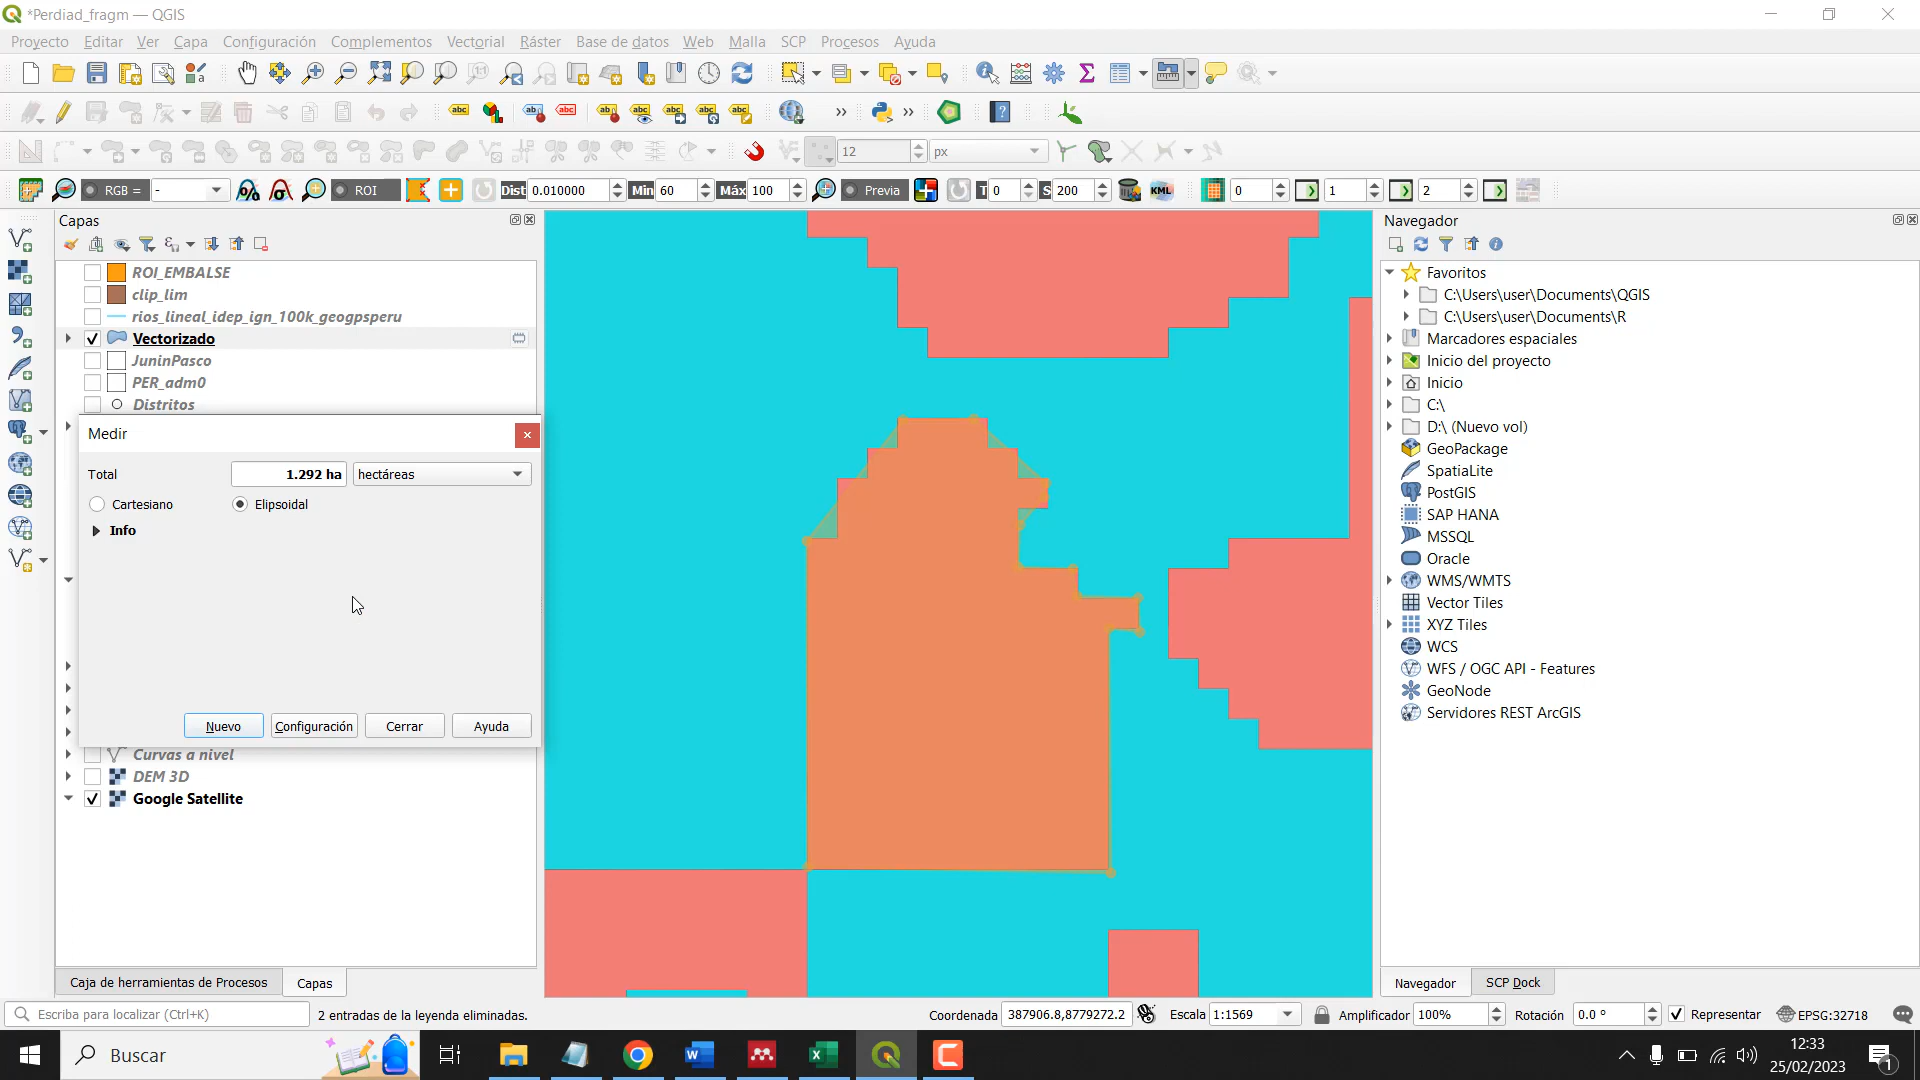 *Perdiad_fragm — QGIS
Proyecto Editar Ver Capa Configuración Complementos Vectorial Ráster Base de datos Web Malla SCP Procesos Ayuda
12 px
RGB = - ROI Dist 0.010000 Min 60 Máx 100 Previa T 0 S 200 KML 0 1 2
Capas
ROI_EMBALSE
clip_lim
rios_lineal_idep_ign_100k_geogpsperu
Vectorizado
JuninPasco
PER_adm0
Distritos
Medir
Total 1.292 ha hectáreas
Cartesiano Elipsoidal
Info
Nuevo Configuración Cerrar Ayuda
Curvas a nivel
DEM 3D
Google Satellite
Caja de herramientas de Procesos Capas
Navegador
Favoritos
C:\Users\user\Documents\QGIS
C:\Users\user\Documents\R
Marcadores espaciales
Inicio del proyecto
Inicio
C:\
D:\ (Nuevo vol)
GeoPackage
SpatiaLite
PostGIS
SAP HANA
MSSQL
Oracle
WMS/WMTS
Vector Tiles
XYZ Tiles
WCS
WFS / OGC API - Features
GeoNode
Servidores REST ArcGIS
Navegador SCP Dock
Escriba para localizar (Ctrl+K) 2 entradas de la leyenda eliminadas. Coordenada 387906.8,8779272.2 Escala 1:1569 Amplificador 100% Rotación 0.0 ° Representar EPSG:32718
Buscar
12:33
25/02/2023
1